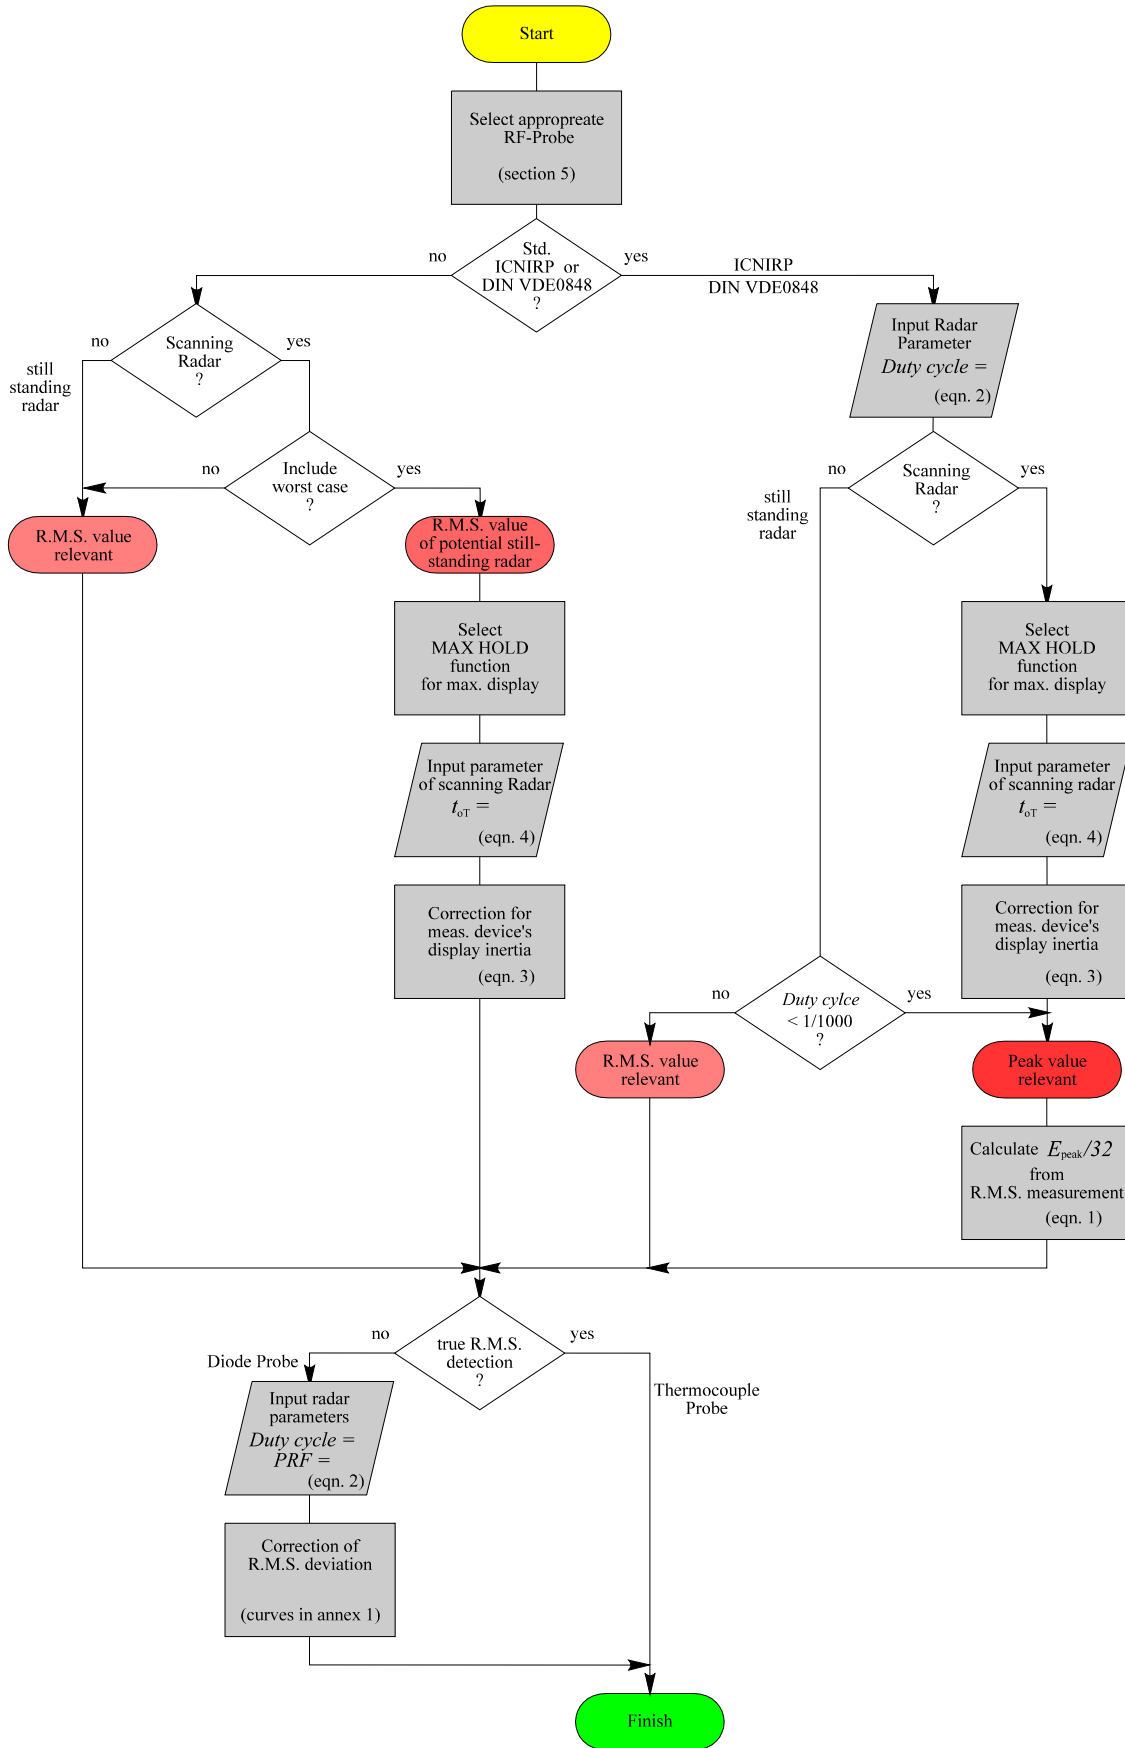 Start
Select appropreate
RF-Probe
(section 5)
Std.
ICNIRP or
DIN VDE0848
?
no
yes
ICNIRP
DIN VDE0848
Scanning
Radar
?
no
yes
still
standing
radar
Input Radar
Parameter
Duty cycle =
(eqn. 2)
Include
worst case
?
no
yes
Scanning
Radar
?
no
yes
still
standing
radar
R.M.S. value
relevant
R.M.S. value
of potential still-
standing radar
Select
MAX HOLD
function
for max. display
Select
MAX HOLD
function
for max. display
Input parameter
of scanning Radar
toT =
(eqn. 4)
Input parameter
of scanning radar
toT =
(eqn. 4)
Correction for
meas. device's
display inertia
(eqn. 3)
Correction for
meas. device's
display inertia
(eqn. 3)
no
Duty cylce
< 1/1000
?
yes
R.M.S. value
relevant
Peak value
relevant
Calculate Epeak/32
from
R.M.S. measurement
(eqn. 1)
no
true R.M.S.
detection
?
yes
Diode Probe
Thermocouple
Probe
Input radar
parameters
Duty cycle =
PRF =
(eqn. 2)
Correction of
R.M.S. deviation
(curves in annex 1)
Finish